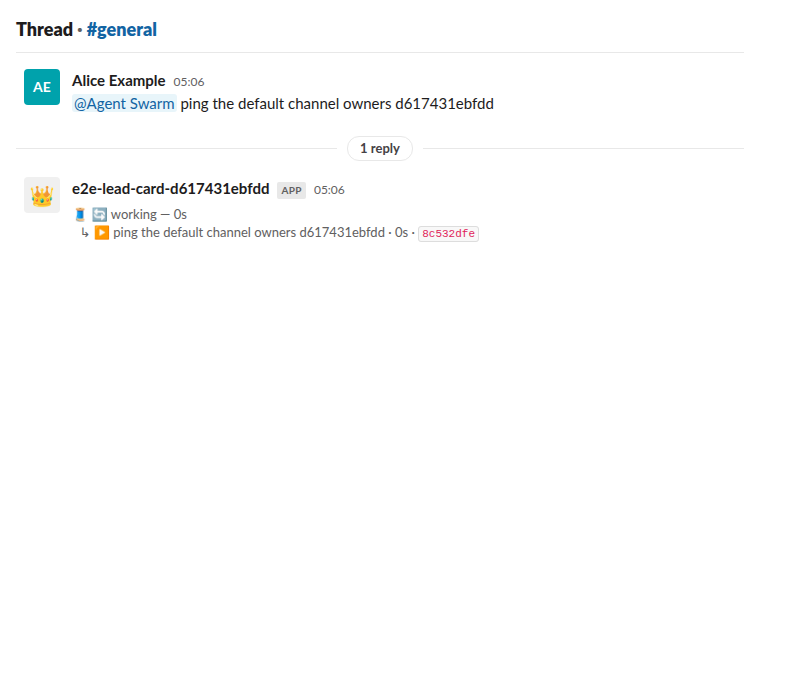 Thread • #general
AE
Alice Example 05:06
@Agent Swarm ping the default channel owners d617431ebfdd
1 reply
e2e-lead-card-d617431ebfdd APP 05:06
🧵 🔄 working — 0s
↳ ▶️ ping the default channel owners d617431ebfdd · 0s · 8c532dfe